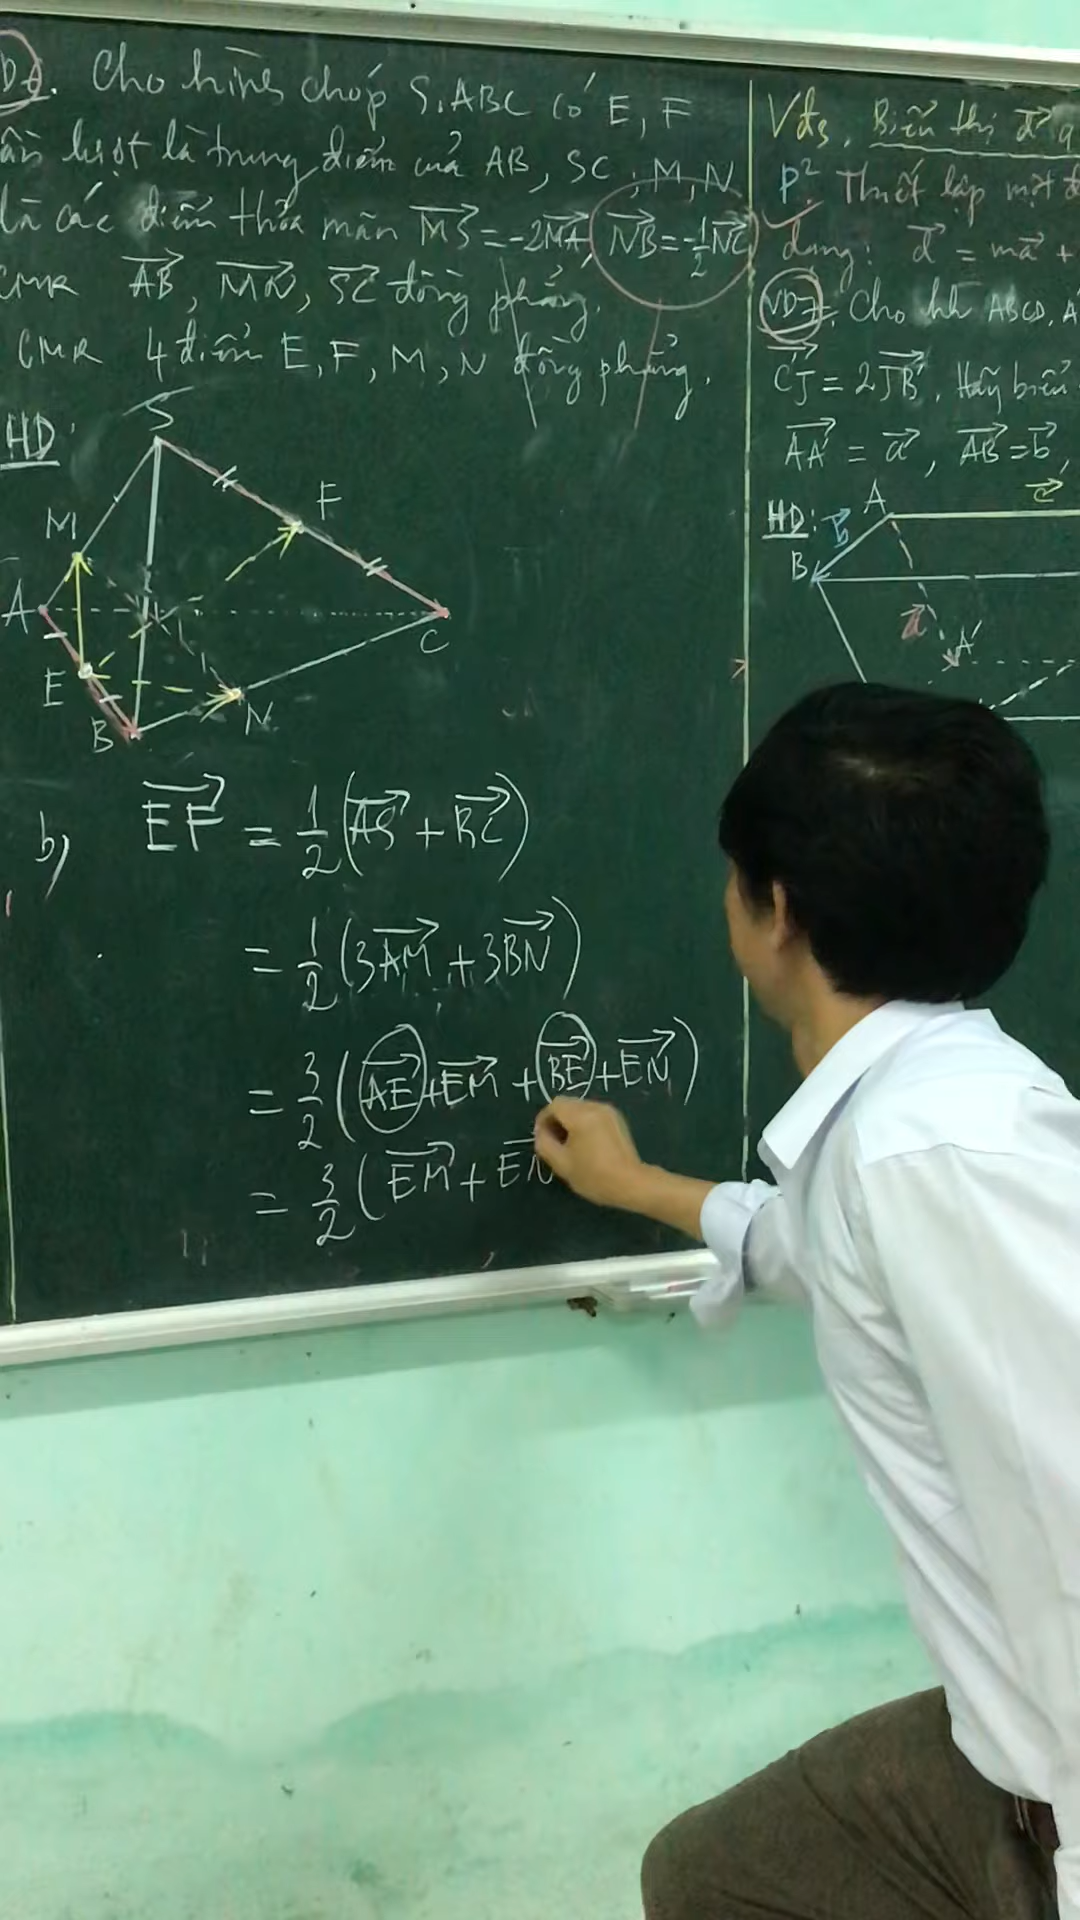 Cho hình chóp S.ABC có E, F
lần lượt là trung điểm của AB, SC, M, N
là các điểm thỏa mãn MS⃗ = -2MA⃗, NB⃗ = -1/2 NC⃗
CMR AB⃗, MN⃗, SC⃗ đồng phẳng.
CMR 4 điểm E, F, M, N đồng phẳng.
HD:
S
M
F
A
C
E
B
N
b) EF⃗ = 1/2 (AS⃗ + BC⃗)
= 1/2 (3AM⃗ + 3BN⃗)
= 3/2 (AE⃗ + EM⃗ + BE⃗ + EN⃗)
= 3/2 (EM⃗ + EN
Vđ3. Biểu thị d⃗ q
P². Thiết lập một đ
dạng: d⃗ = ma⃗ +
VD7. Cho hh ABCD.A'
CJ⃗ = 2JB'⃗. Hãy biểu
AA'⃗ = a⃗, AB⃗ = b⃗,
HD:
b⃗
A
c⃗
B
a⃗
A'